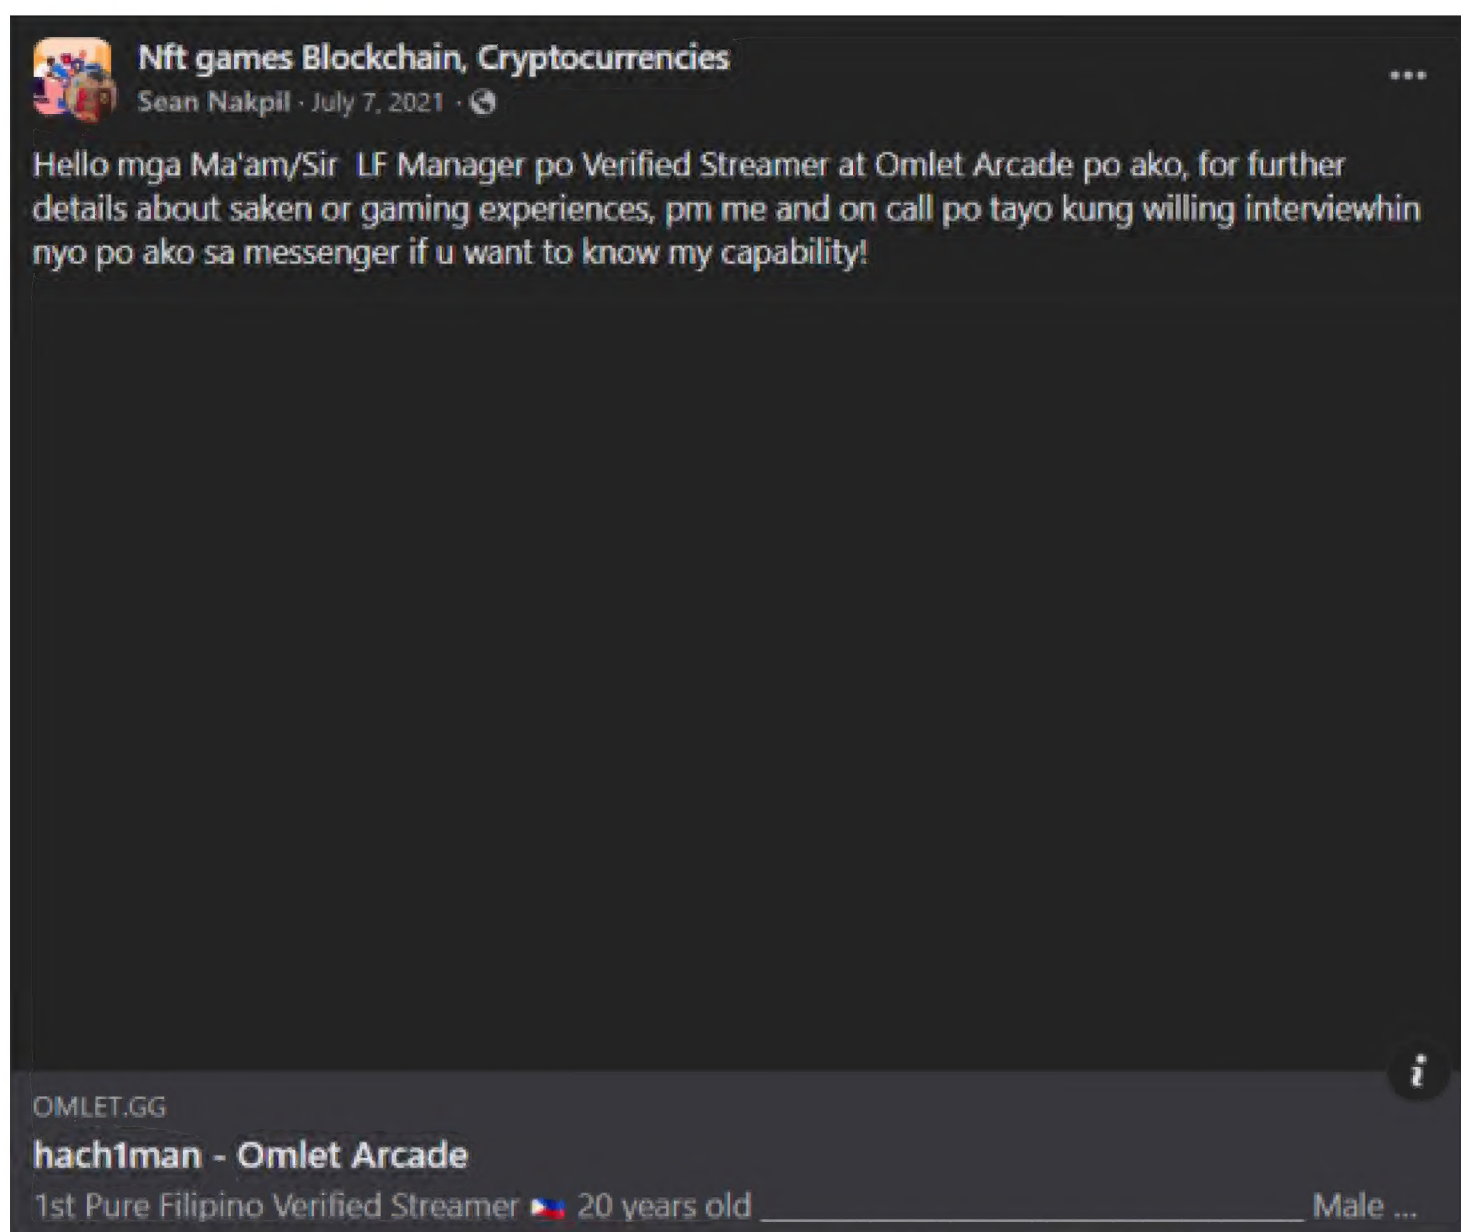 Nft games Blockchain, Cryptocurrencies
Sean Nakpil · July 7, 2021 ·
Hello mga Ma'am/Sir LF Manager po Verified Streamer at Omlet Arcade po ako, for further
details about saken or gaming experiences, pm me and on call po tayo kung willing interviewhin
nyo po ako sa messenger if u want to know my capability!
OMLET.GG
hach1man - Omlet Arcade
1st Pure Filipino Verified Streamer 🇵🇭 20 years old ______________________________ Male ...